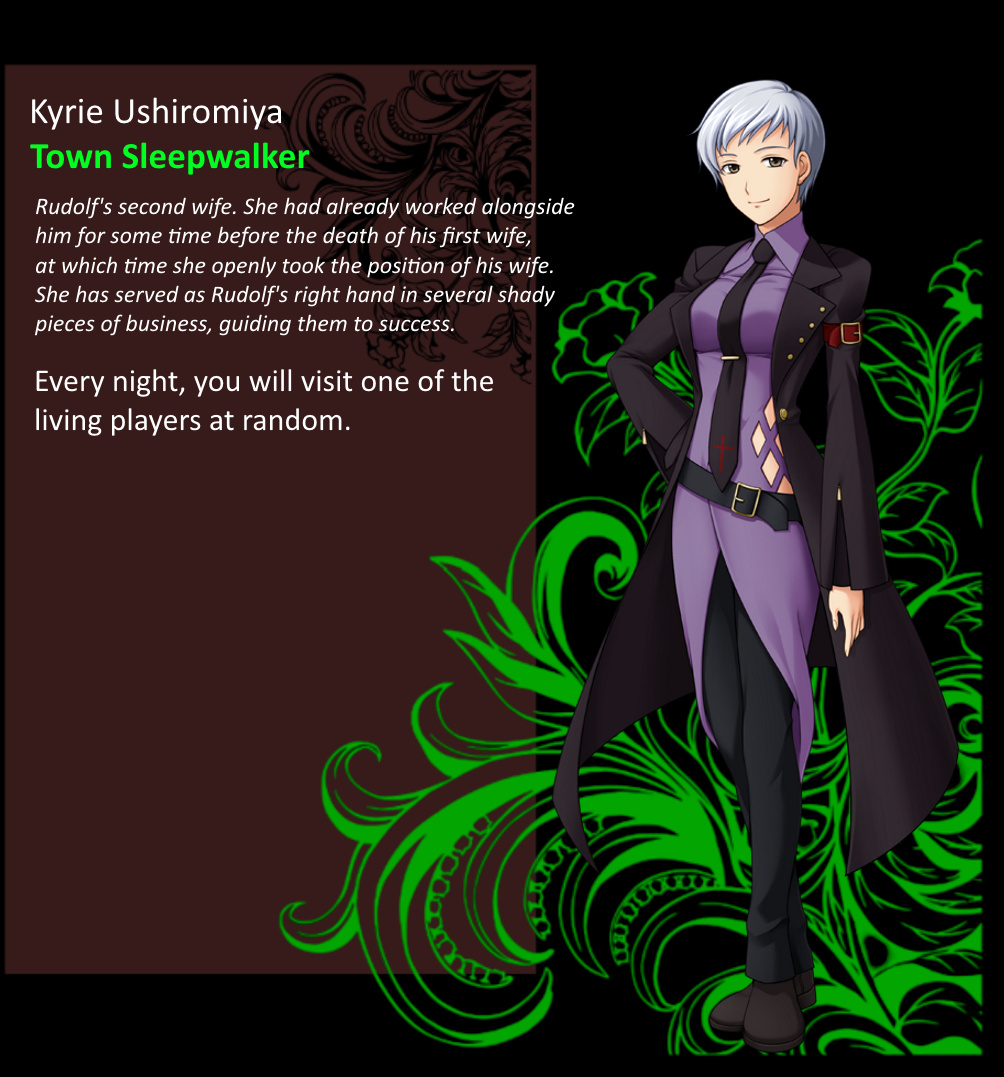 Kyrie Ushiromiya
Town Sleepwalker
Rudolf's second wife. She had already worked alongside
him for some time before the death of his first wife,
at which time she openly took the position of his wife.
She has served as Rudolf's right hand in several shady
pieces of business, guiding them to success.
Every night, you will visit one of the
living players at random.